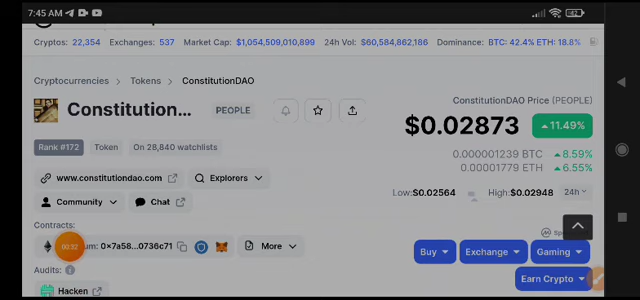 7:45 AM
Cryptos: 22,354 Exchanges: 537 Market Cap: $1,054,509,010,899 24h Vol: $60,584,862,186 Dominance: BTC: 42.4% ETH: 18.8%
Cryptocurrencies > Tokens > ConstitutionDAO
ConstitutionDAO Price (PEOPLE)
Constitution... PEOPLE
$0.02873 11.49%
Rank #172 Token On 28,840 watchlists
0.000001239 BTC 8.59%
0.00001779 ETH 6.55%
www.constitutiondao.com Explorers
Low: $0.02564 High: $0.02948 24h
Community Chat
Contracts:
00:32 um: 0x7a58...0736c71 More
Buy Exchange Gaming
Audits:
Earn Crypto
Hacken